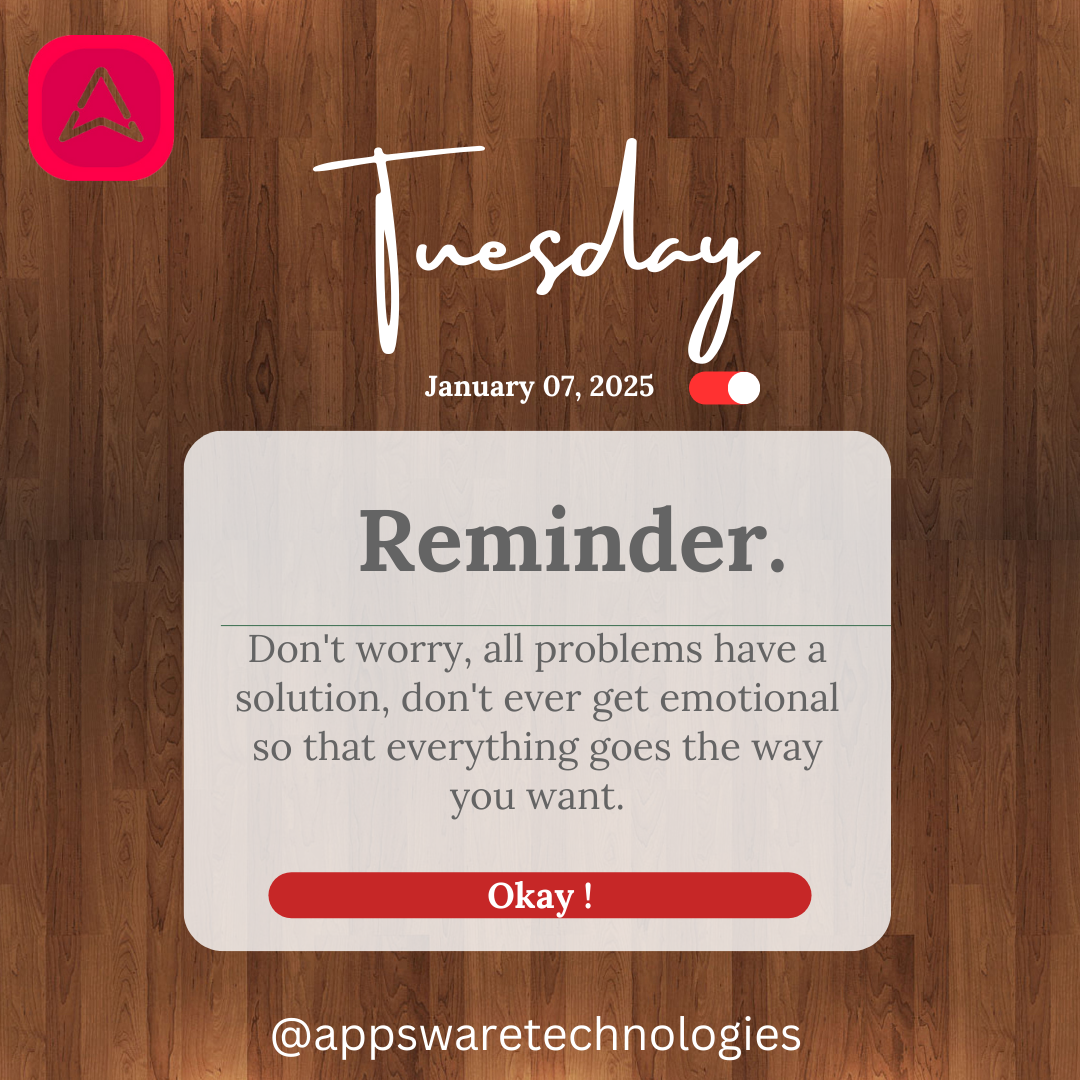 Tuesday
January 07, 2025
Reminder.
Don't worry, all problems have a
solution, don't ever get emotional
so that everything goes the way
you want.
Okay !
@appswaretechnologies